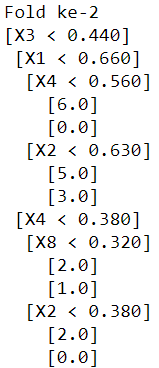 Fold ke-2
[X3 < 0.440]
 [X1 < 0.660]
  [X4 < 0.560]
    [6.0]
    [0.0]
  [X2 < 0.630]
    [5.0]
    [3.0]
 [X4 < 0.380]
  [X8 < 0.320]
    [2.0]
    [1.0]
  [X2 < 0.380]
    [2.0]
    [0.0]